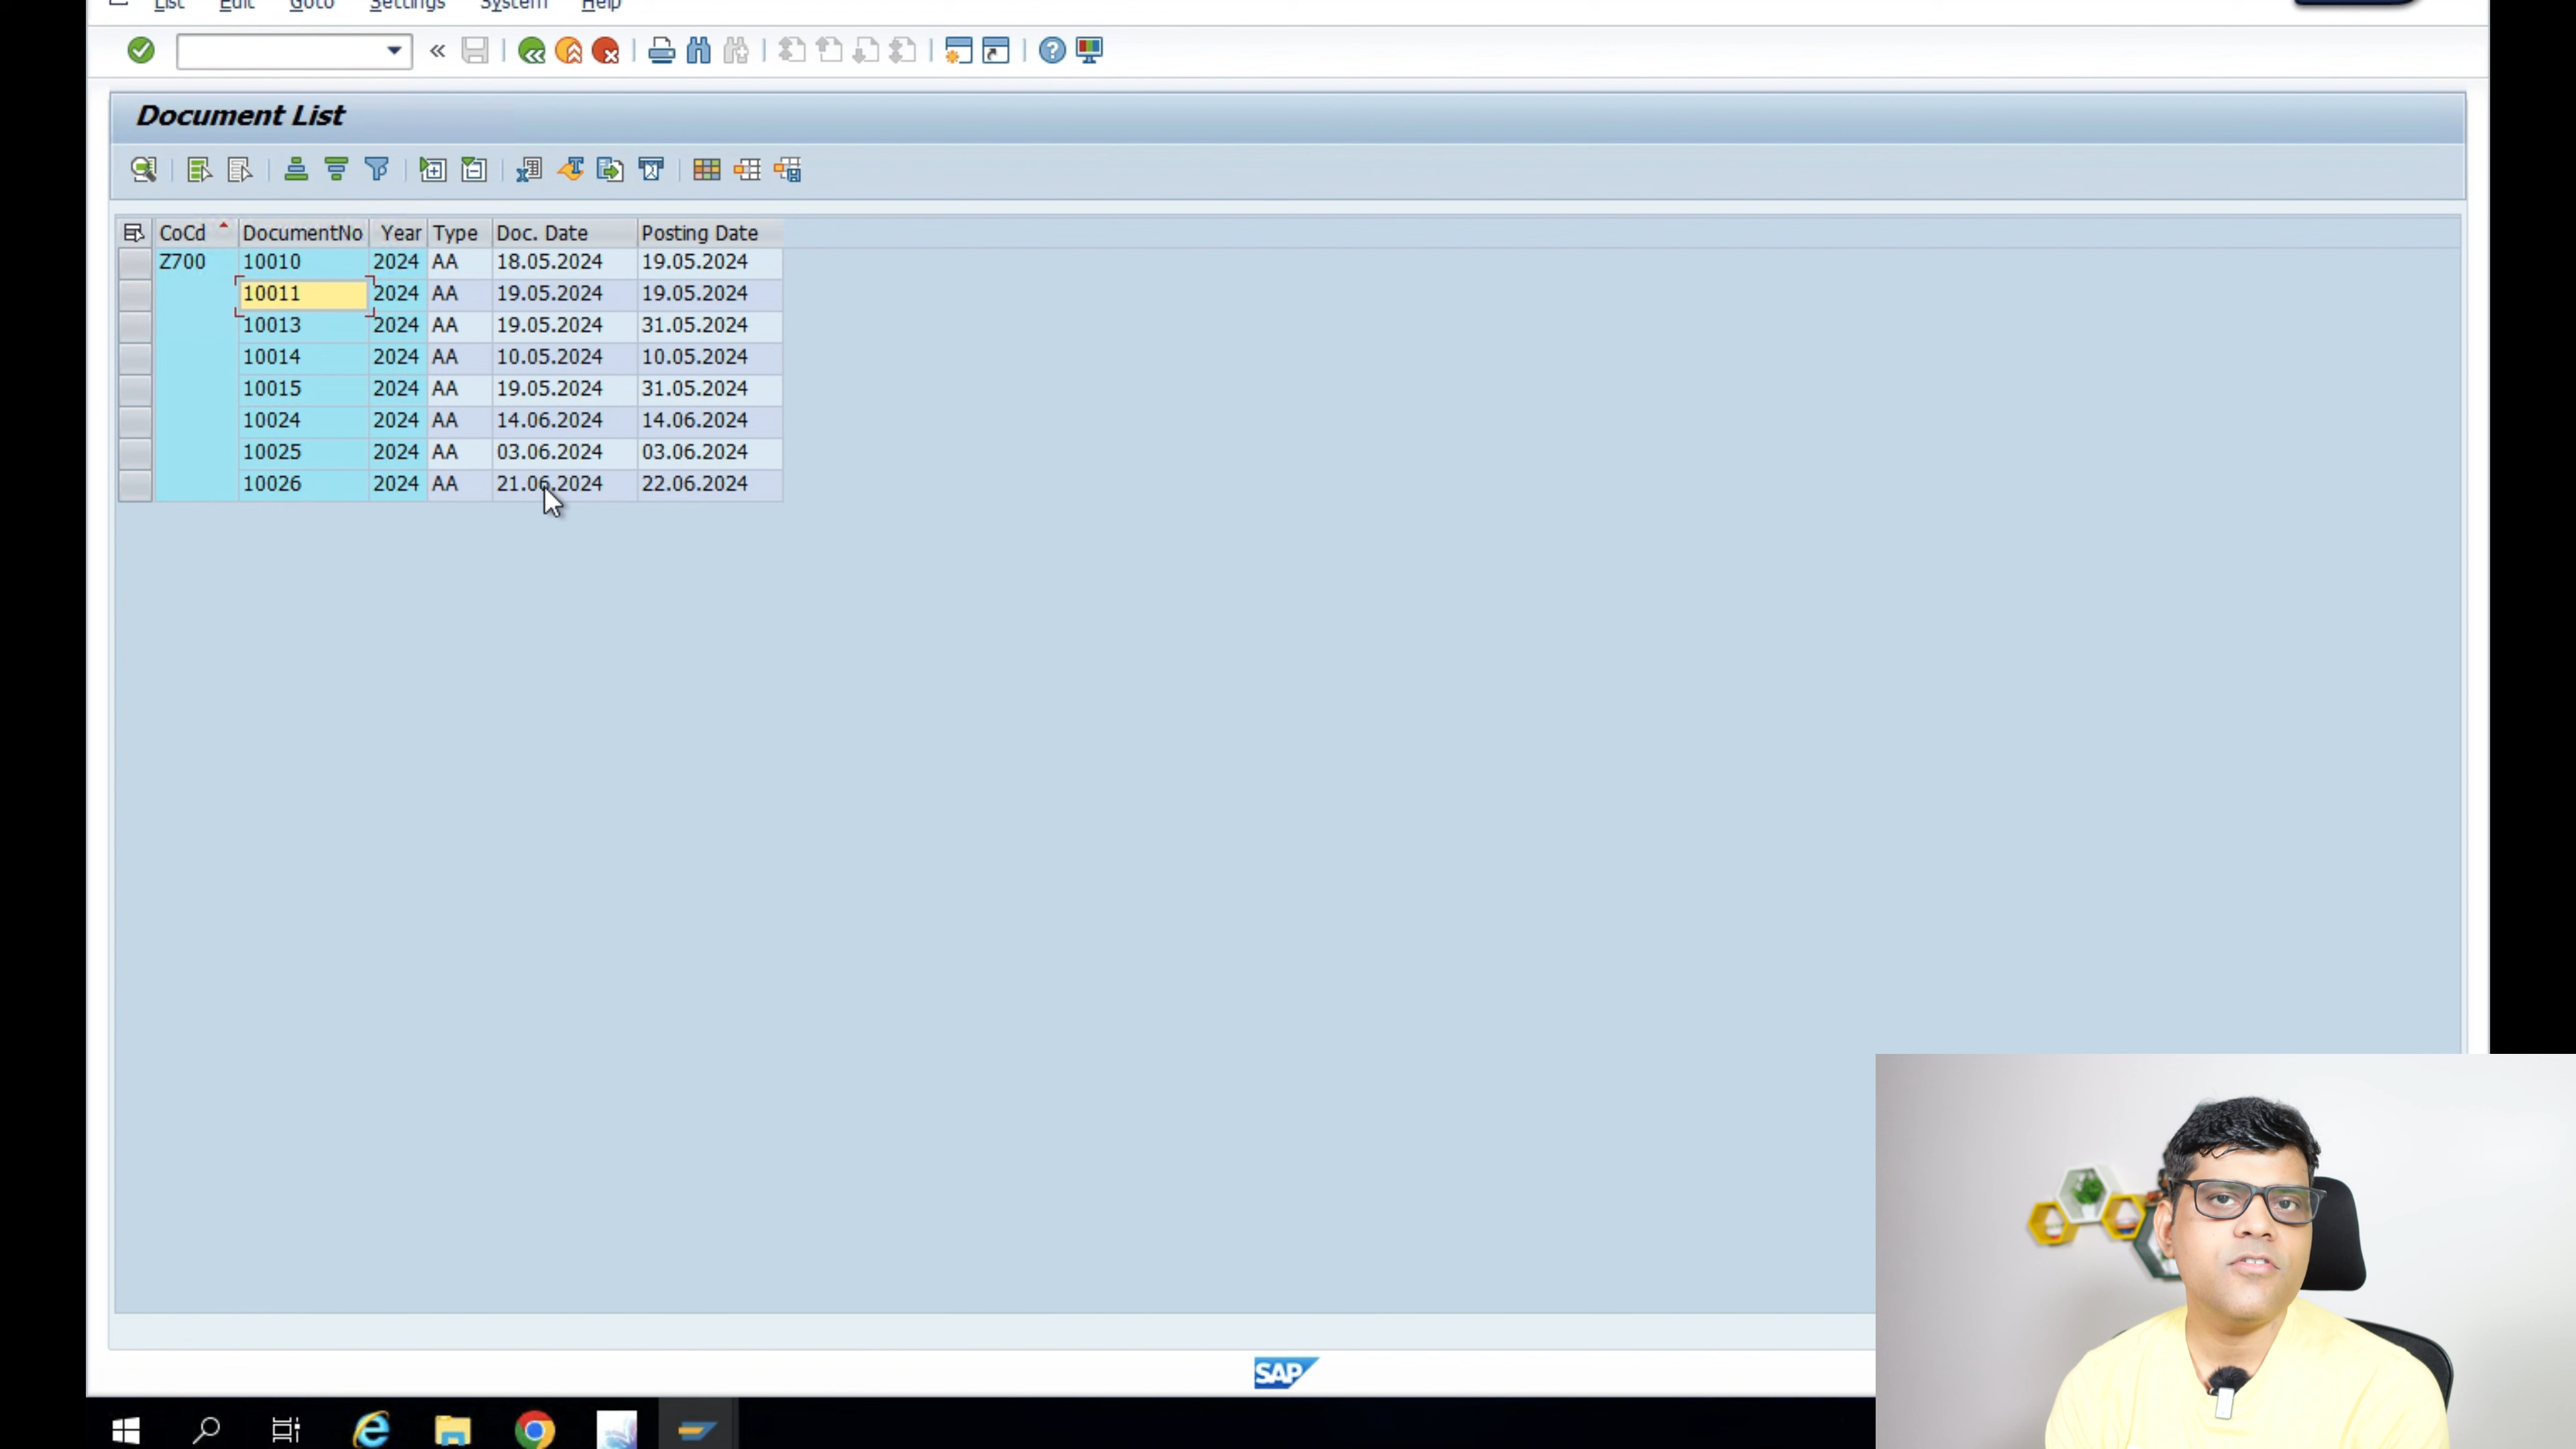 List Edit Goto Settings System Help
Document List
CoCd DocumentNo Year Type Doc. Date Posting Date
Z700 10010 2024 AA 18.05.2024 19.05.2024
10011 2024 AA 19.05.2024 19.05.2024
10013 2024 AA 19.05.2024 31.05.2024
10014 2024 AA 10.05.2024 10.05.2024
10015 2024 AA 19.05.2024 31.05.2024
10024 2024 AA 14.06.2024 14.06.2024
10025 2024 AA 03.06.2024 03.06.2024
10026 2024 AA 21.06.2024 22.06.2024
SAP